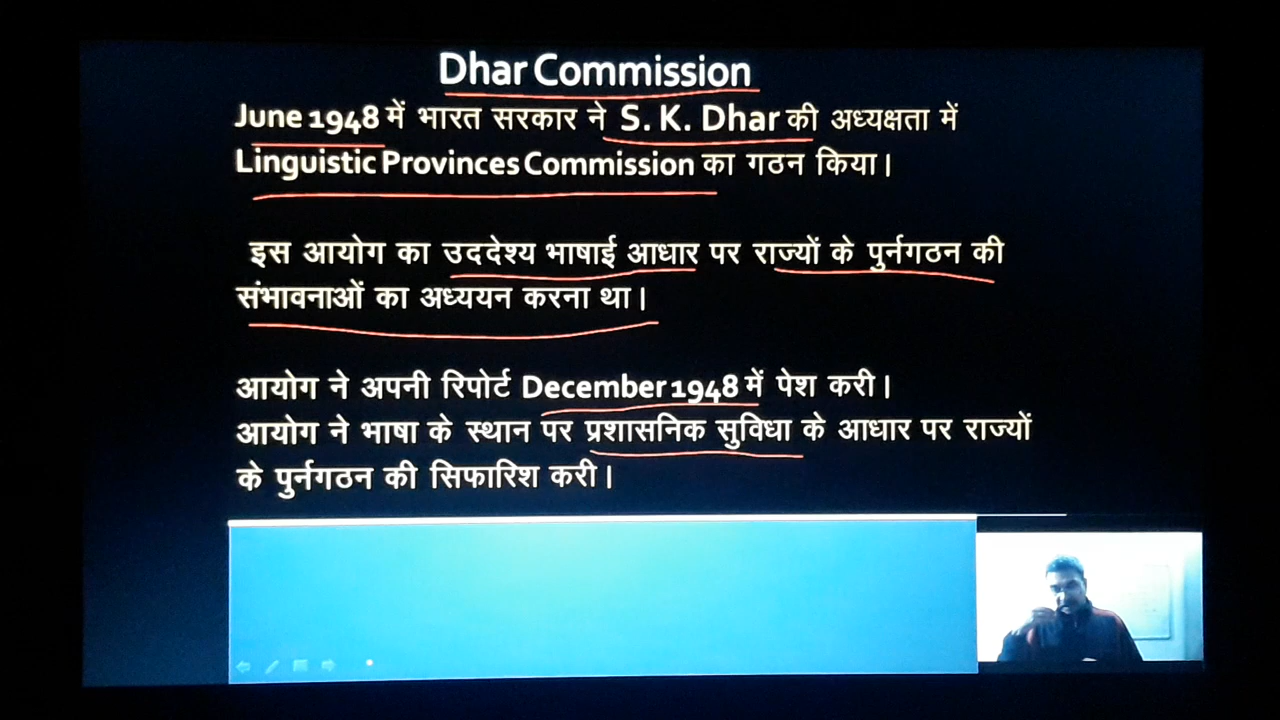 Dhar Commission
June 1948 में भारत सरकार ने S. K. Dhar की अध्यक्षता में
Linguistic Provinces Commission का गठन किया।
इस आयोग का उददेश्य भाषाई आधार पर राज्यों के पुर्नगठन की
संभावनाओं का अध्ययन करना था।
आयोग ने अपनी रिपोर्ट December 1948 में पेश करी।
आयोग ने भाषा के स्थान पर प्रशासनिक सुविधा के आधार पर राज्यों
के पुर्नगठन की सिफारिश करी।